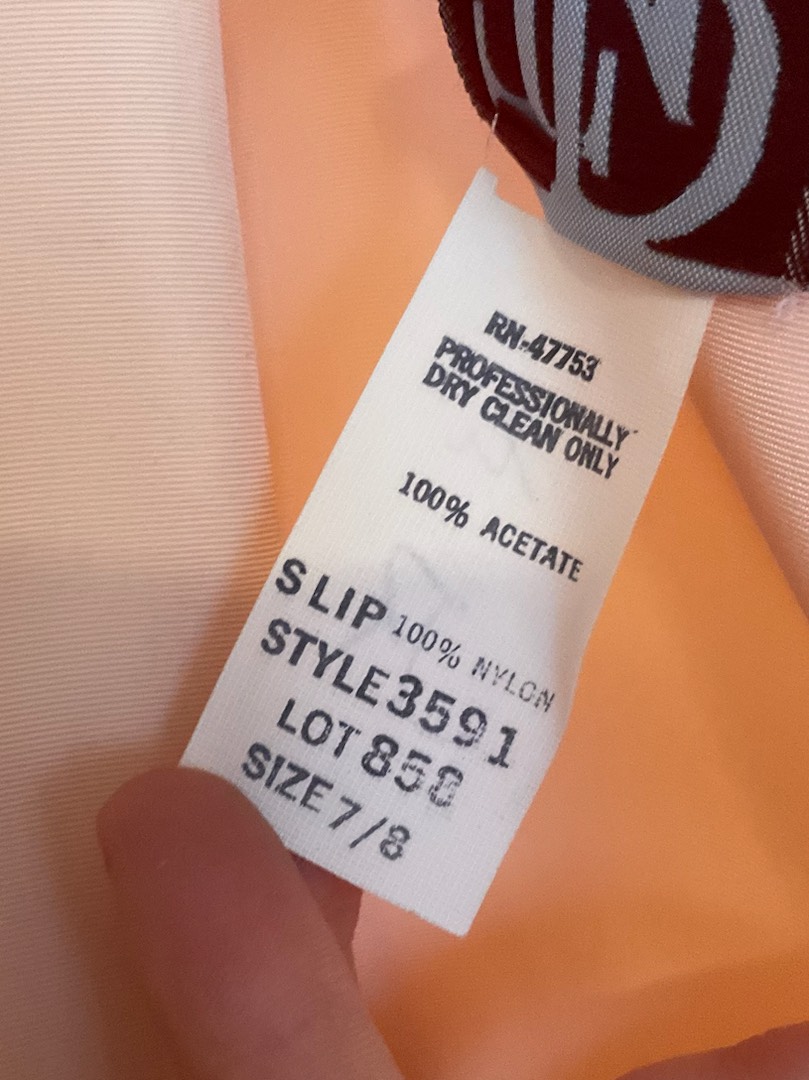 RN-47753
PROFESSIONALLY
DRY CLEAN ONLY
100% ACETATE
SLIP 100% NYLON
STYLE 3591
LOT 858
SIZE 7/8